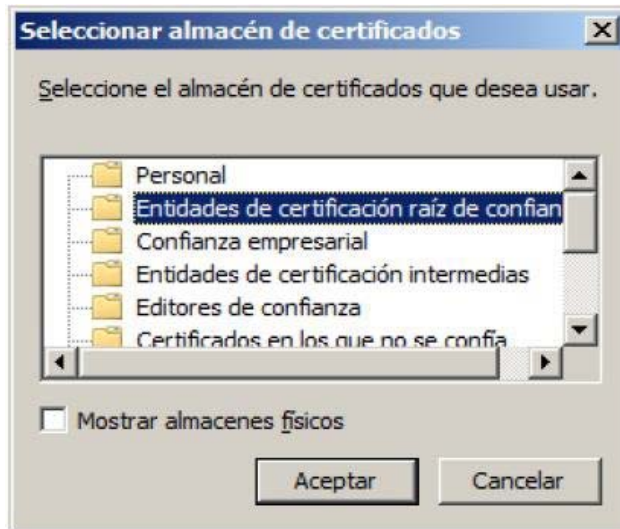 Seleccionar almacén de certificados
Seleccione el almacén de certificados que desea usar.
Personal
Entidades de certificación raíz de confian
Confianza empresarial
Entidades de certificación intermedias
Editores de confianza
Certificados en los que no se confía
Mostrar almacenes físicos
Aceptar
Cancelar